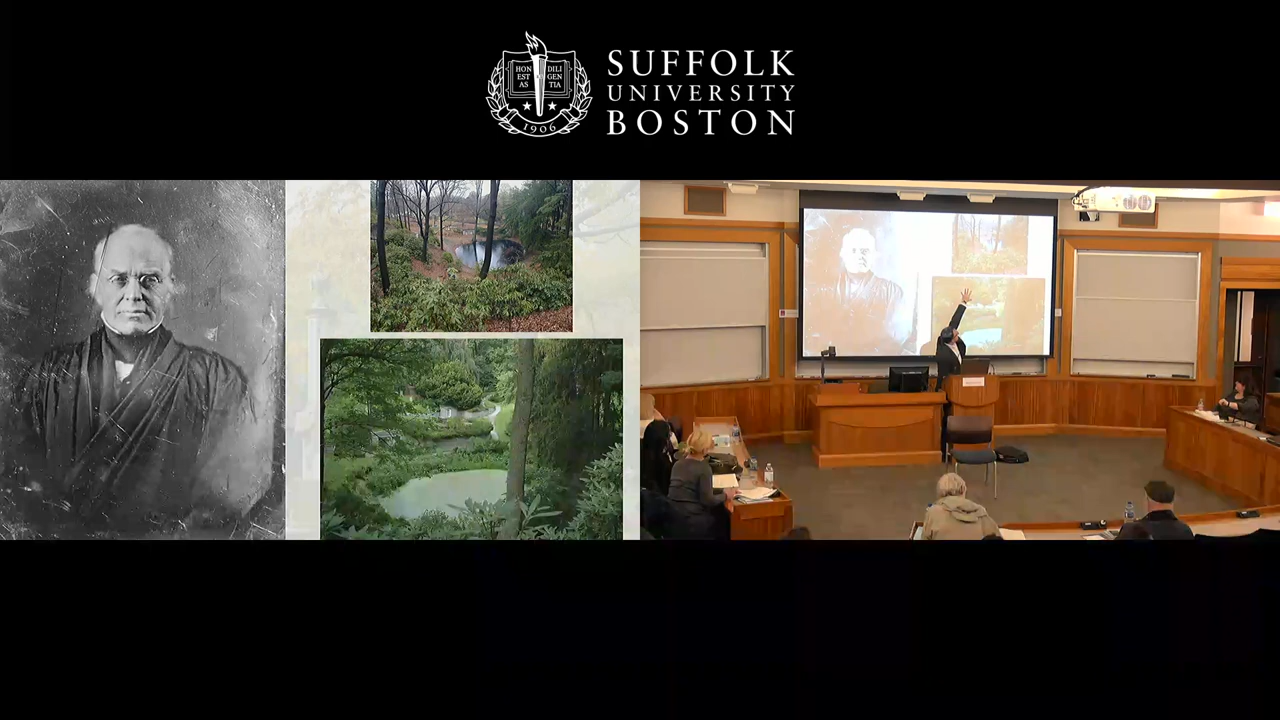 HON EST AS
DILI GEN TIA
1906
SUFFOLK
UNIVERSITY
BOSTON